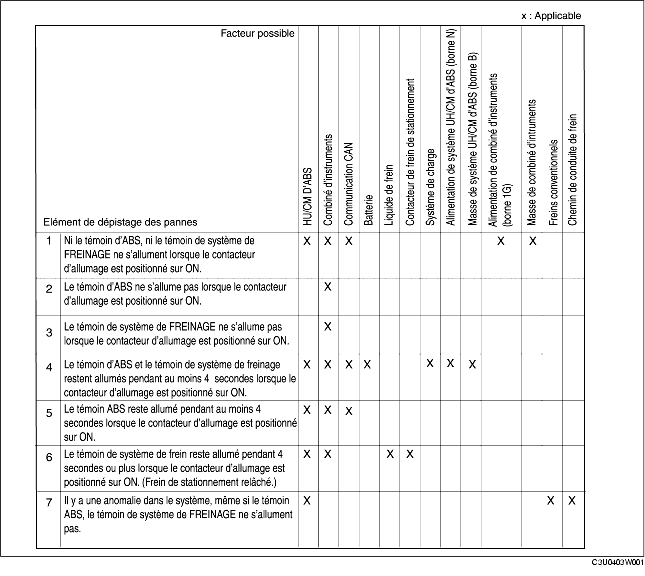 x : Applicable
Facteur possible
Elément de dépistage des pannes
HU/CM D'ABS
Combiné d'instruments
Communication CAN
Batterie
Liquide de frein
Contacteur de frein de stationnement
Système de charge
Alimentation de système UH/CM d'ABS (borne N)
Masse de système UH/CM d'ABS (borne B)
Alimentation de combiné d'instruments
(borne 1G)
Masse de combiné d'intruments
Freins conventionnels
Chemin de conduite de frein
1 Ni le témoin d'ABS, ni le témoin de système de X X X X X
FREINAGE ne s'allument lorsque le contacteur
d'allumage est positionné sur ON.
2 Le témoin d'ABS ne s'allume pas lorsque le contacteur X
d'allumage est positionné sur ON.
3 Le témoin de système de FREINAGE ne s'allume pas X
lorsque le contacteur d'allumage est positionné sur ON.
4 Le témoin d'ABS et le témoin de système de freinage X X X X X X X
restent allumés pendant au moins 4 secondes lorsque le
contacteur d'allumage est positionné sur ON.
5 Le témoin ABS reste allumé pendant au moins 4 X X X
secondes lorsque le contacteur d'allumage est positionné
sur ON.
6 Le témoin de système de frein reste allumé pendant 4 X X X X
secondes ou plus lorsque le contacteur d'allumage est
positionné sur ON. (Frein de stationnement relâché.)
7 Il y a une anomalie dans le système, même si le témoin X X X
ABS, le témoin de système de FREINAGE ne s'allument
pas.
C3U0403W001